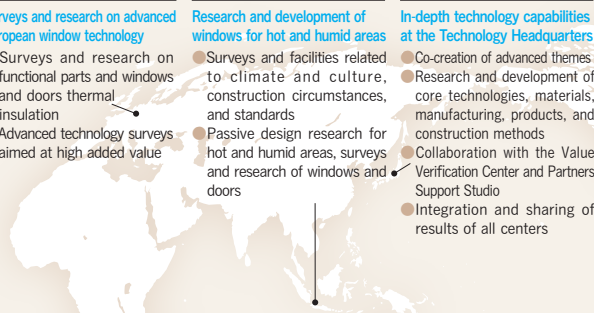 rveys and research on advanced
ropean window technology
Surveys and research on
functional parts and windows
and doors thermal
insulation
Advanced technology surveys
aimed at high added value
Research and development of
windows for hot and humid areas
Surveys and facilities related
to climate and culture,
construction circumstances,
and standards
Passive design research for
hot and humid areas, surveys
and research of windows and
doors
In-depth technology capabilities
at the Technology Headquarters
Co-creation of advanced themes
Research and development of
core technologies, materials,
manufacturing, products, and
construction methods
Collaboration with the Value
Verification Center and Partners
Support Studio
Integration and sharing of
results of all centers